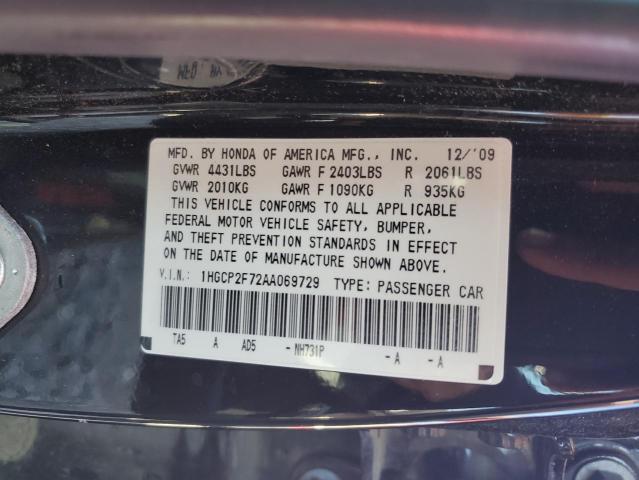 MFD. BY HONDA OF AMERICA MFG., INC. 12/'09
GVWR 4431LBS GAWR F 2403LBS R 2061LBS
GVWR 2010KG GAWR F 1090KG R 935KG
THIS VEHICLE CONFORMS TO ALL APPLICABLE
FEDERAL MOTOR VEHICLE SAFETY, BUMPER,
AND THEFT PREVENTION STANDARDS IN EFFECT
ON THE DATE OF MANUFACTURE SHOWN ABOVE.
V.I.N.: 1HGCP2F72AA069729 TYPE: PASSENGER CAR
TA5 A AD5 -NH731P -A -A